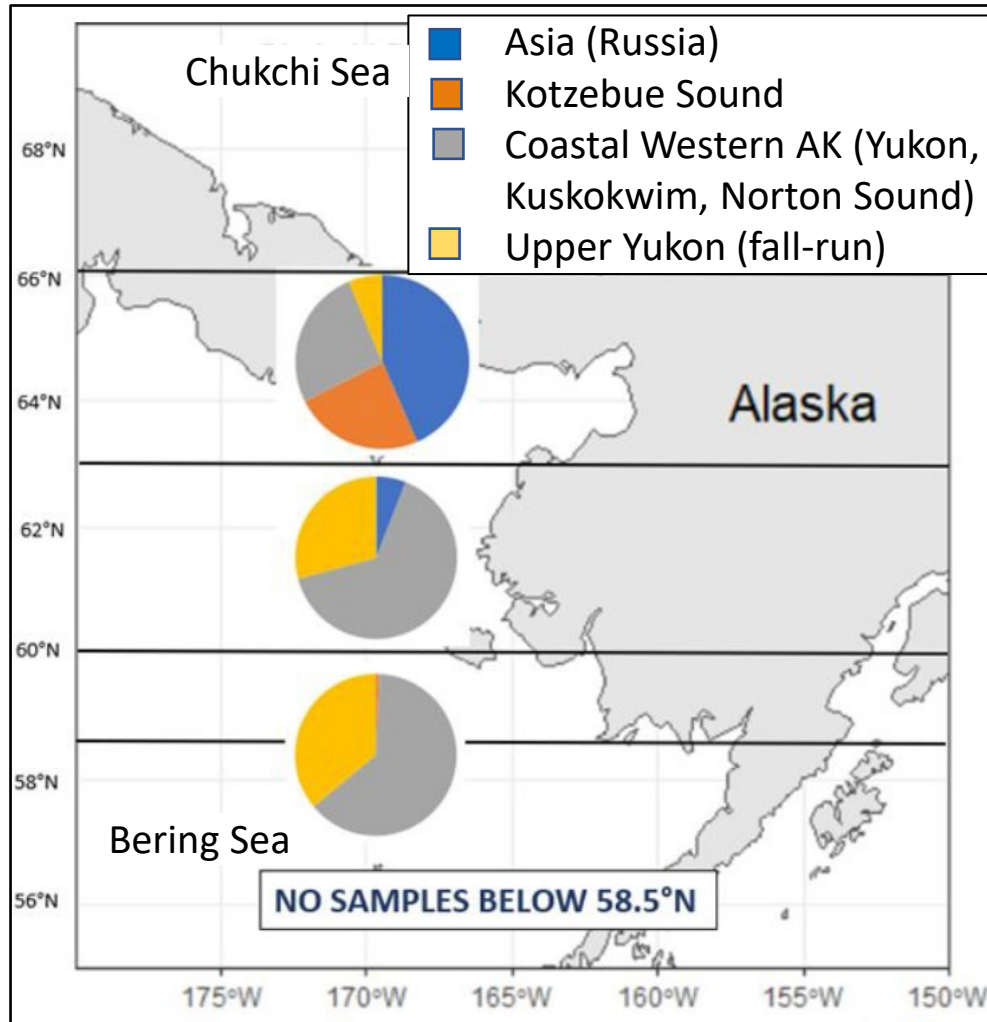 Chukchi Sea
Asia (Russia)
Kotzebue Sound
Coastal Western AK (Yukon,
Kuskokwim, Norton Sound)
Upper Yukon (fall-run)
68°N
66°N
64°N
62°N
60°N
58°N
56°N
Alaska
Bering Sea
NO SAMPLES BELOW 58.5°N
175°W 170°W 165°W 160°W 155°W 150°W